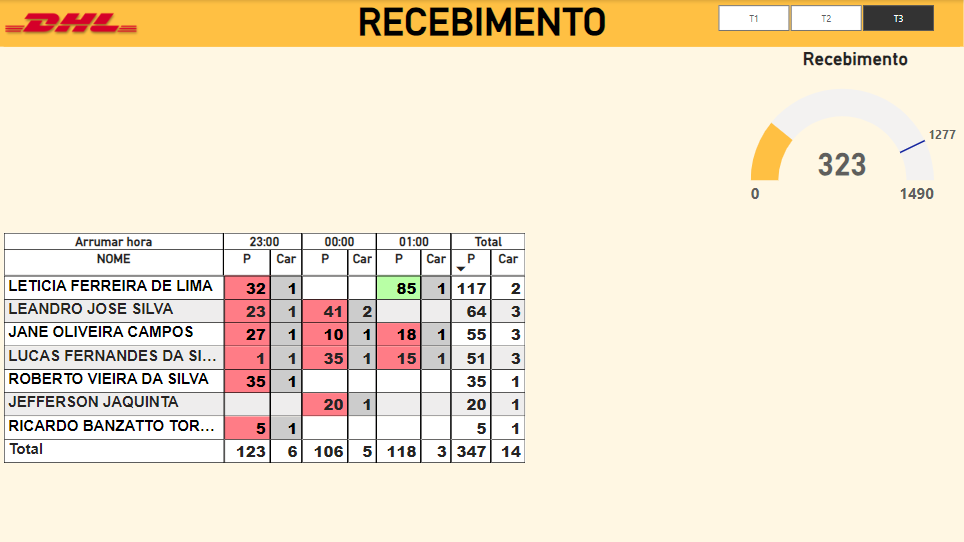 DHL
RECEBIMENTO
T1 T2 T3
Recebimento
1277
323
0 1490
Arrumar hora 23:00 00:00 01:00 Total
NOME P Car P Car P Car P Car
LETICIA FERREIRA DE LIMA 32 1 85 1 117 2
LEANDRO JOSE SILVA 23 1 41 2 64 3
JANE OLIVEIRA CAMPOS 27 1 10 1 18 1 55 3
LUCAS FERNANDES DA SI... 1 1 35 1 15 1 51 3
ROBERTO VIEIRA DA SILVA 35 1 35 1
JEFFERSON JAQUINTA 20 1 20 1
RICARDO BANZATTO TOR... 5 1 5 1
Total 123 6 106 5 118 3 347 14